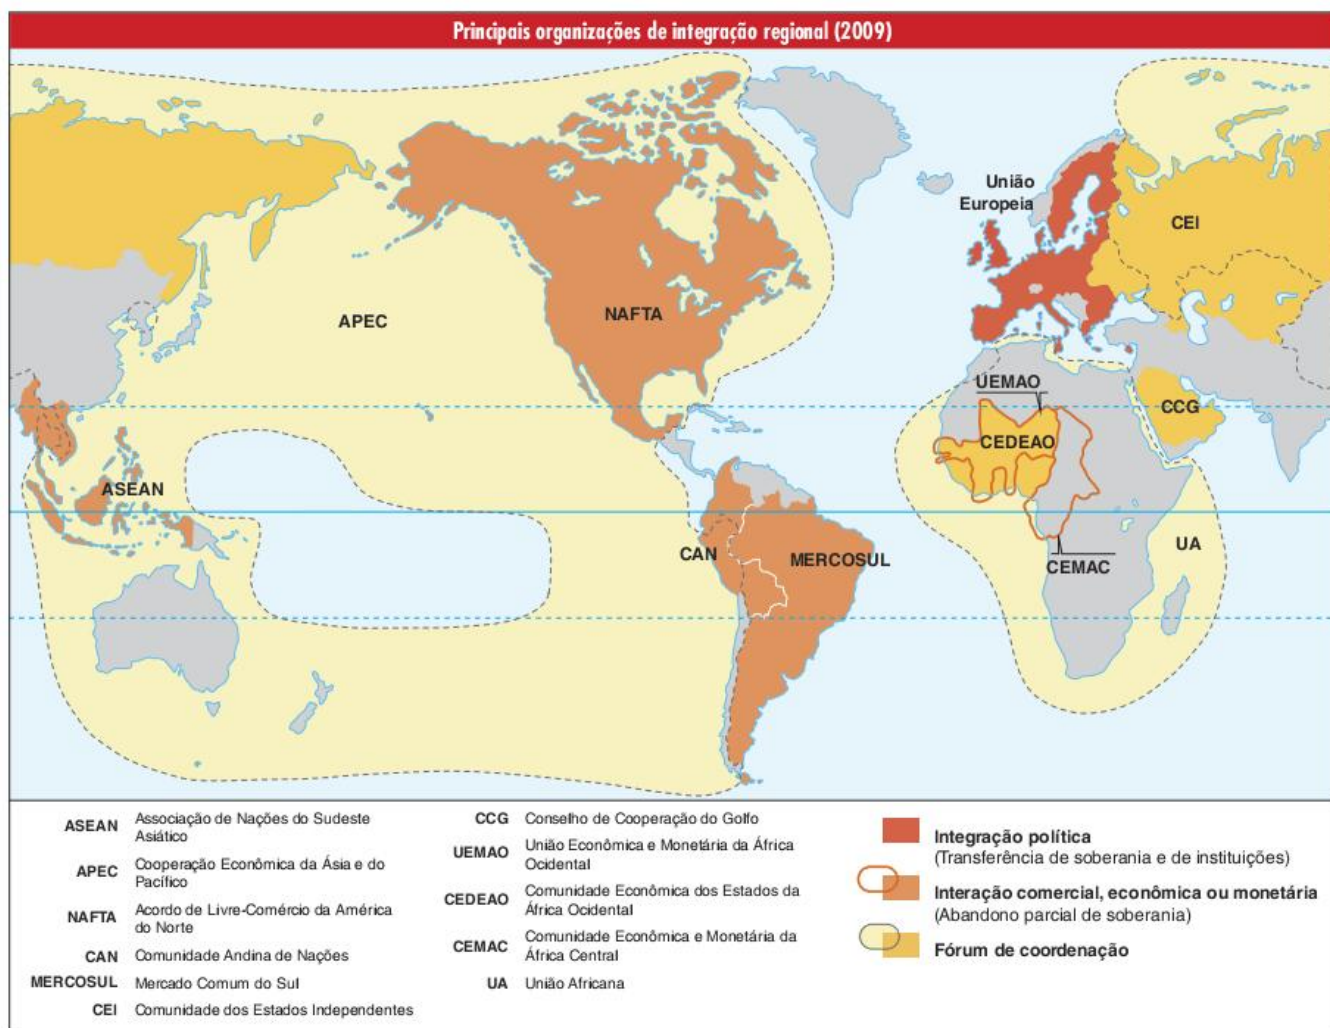 Principais organizações de integração regional (2009)
União
Europeia
CEI
APEC
NAFTA
UEMAO
CEDEAO
CCG
ASEAN
CAN
MERCOSUL
UA
CEMAC
ASEAN Associação de Nações do Sudeste
Asiático
APEC Cooperação Econômica da Ásia e do
Pacífico
NAFTA Acordo de Livre-Comércio da América
do Norte
CAN Comunidade Andina de Nações
MERCOSUL Mercado Comum do Sul
CEI Comunidade dos Estados Independentes
CCG Conselho de Cooperação do Golfo
UEMAO União Econômica e Monetária da África
Ocidental
CEDEAO Comunidade Econômica dos Estados da
África Ocidental
CEMAC Comunidade Econômica e Monetária da
África Central
UA União Africana
Integração política
(Transferência de soberania e de instituições)
Interação comercial, econômica ou monetária
(Abandono parcial de soberania)
Fórum de coordenação